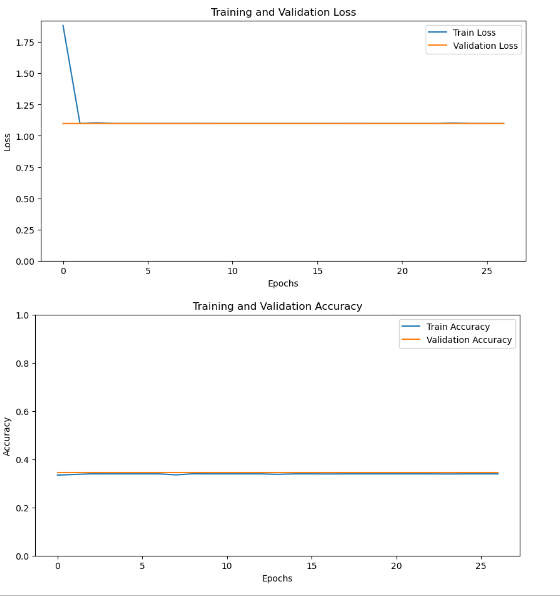 Training and Validation Loss
Train Loss
Validation Loss
1.75
1.50
1.25
1.00
0.75
0.50
0.25
0.00
Loss
0 5 10 15 20 25
Epochs
Training and Validation Accuracy
Train Accuracy
Validation Accuracy
1.0
0.8
0.6
0.4
0.2
0.0
Accuracy
0 5 10 15 20 25
Epochs